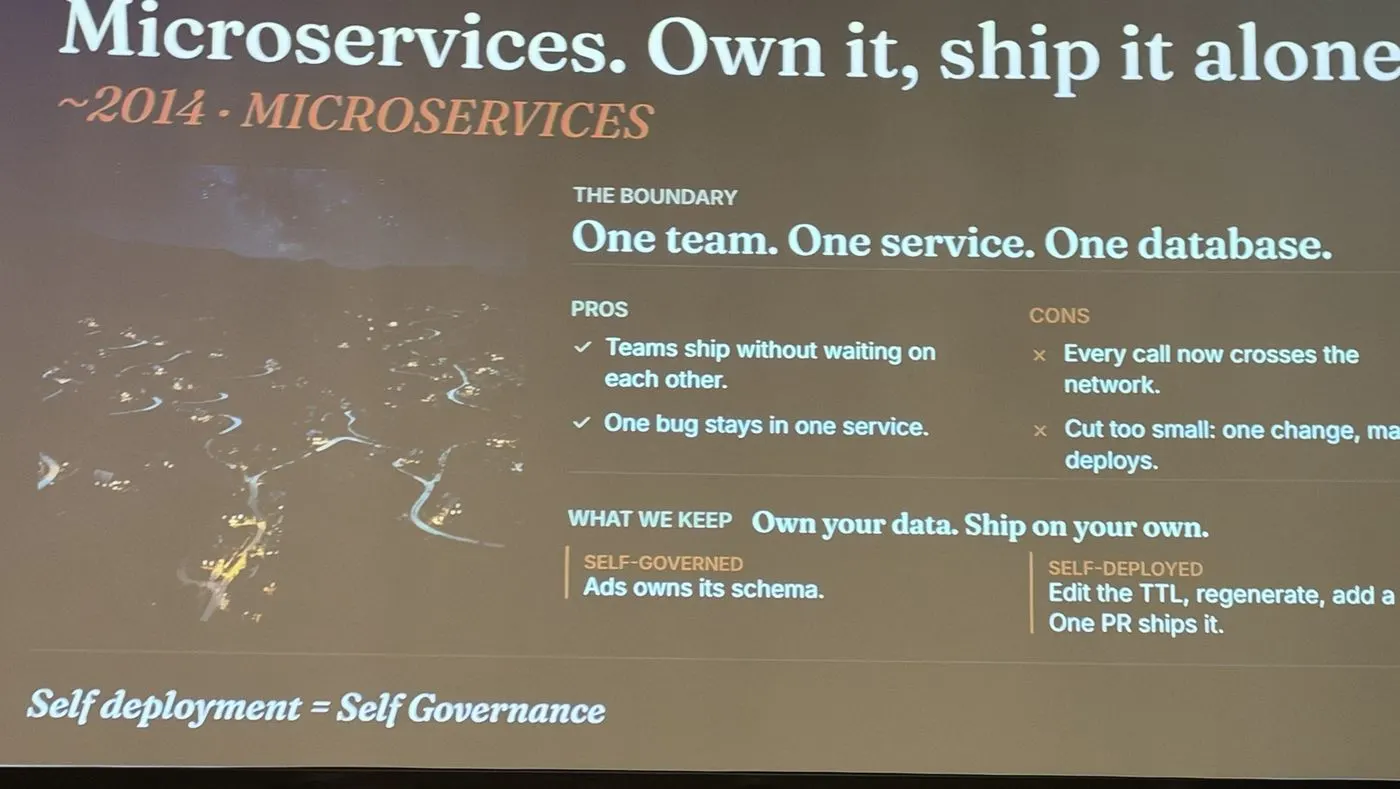 Microservices. Own it, ship it alone
~2014 · MICROSERVICES
THE BOUNDARY
One team. One service. One database.
PROS
✓ Teams ship without waiting on
each other.
✓ One bug stays in one service.
CONS
× Every call now crosses the
network.
× Cut too small: one change,
deploys.
WHAT WE KEEP Own your data. Ship on your own.
SELF-GOVERNED
Ads owns its schema.
SELF-DEPLOYED
Edit the TTL, regenerate, add a
One PR ships it.
Self deployment = Self Governance